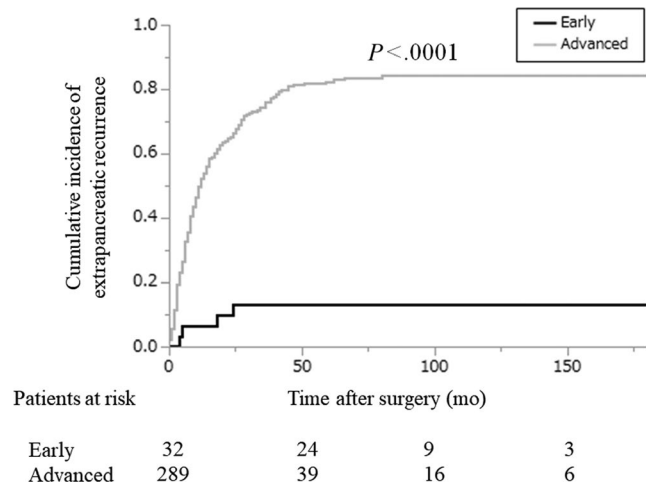 Early
Advanced
P<.0001
Cumulative incidence of
extrapancreatic recurrence
1.0
0.8
0.6
0.4
0.2
0.0
0 50 100 150
Patients at risk Time after surgery (mo)
Early 32 24 9 3
Advanced 289 39 16 6